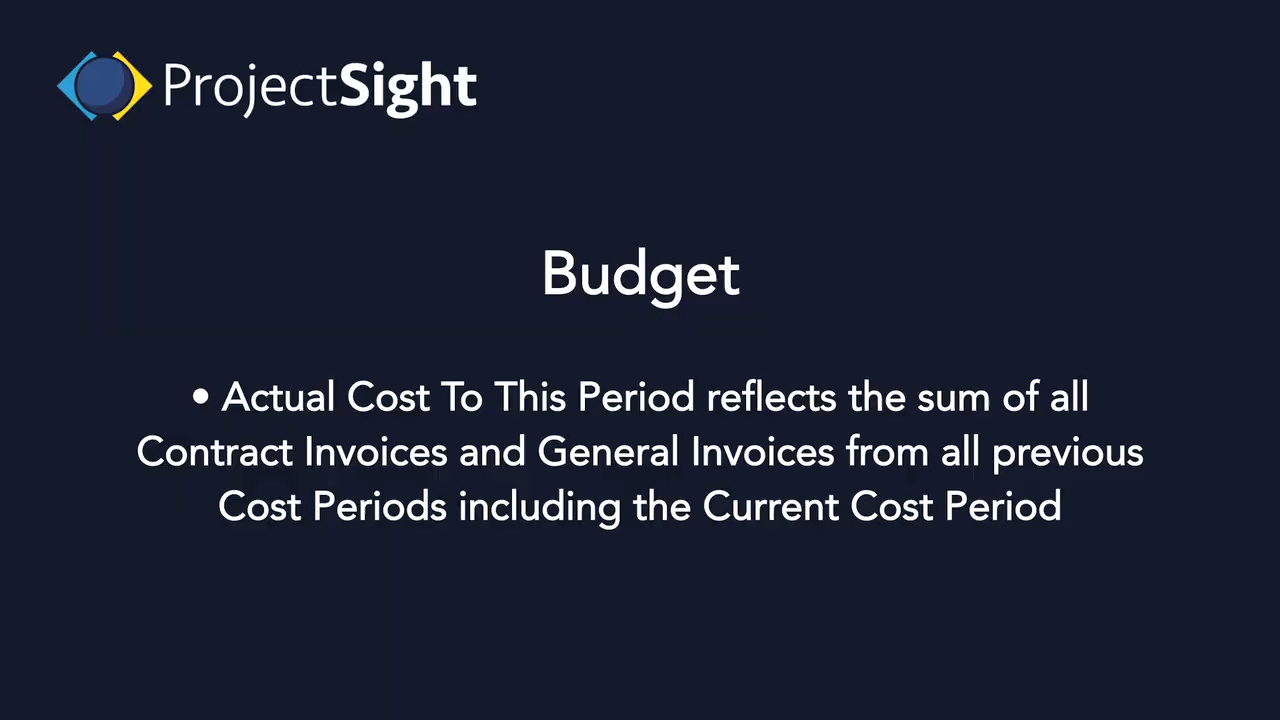 ProjectSight
Budget
• Actual Cost To This Period reflects the sum of all
Contract Invoices and General Invoices from all previous
Cost Periods including the Current Cost Period